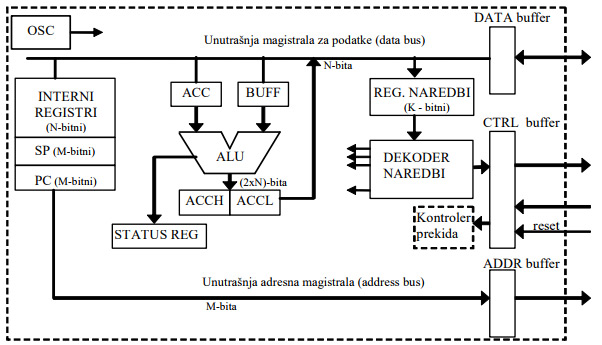 DATA buffer
OSC
Unutrašnja magistrala za podatke (data bus)
N-bita
INTERNI
REGISTRI
(N-bitni)
SP (M-bitni)
PC (M-bitni)
ACC
BUFF
REG. NAREDBI
(K - bitni)
CTRL buffer
ALU
DEKODER
NAREDBI
(2xN)-bita
ACCH
ACCL
STATUS REG
Kontroler
prekida
reset
ADDR buffer
Unutrašnja adresna magistrala (address bus)
M-bita